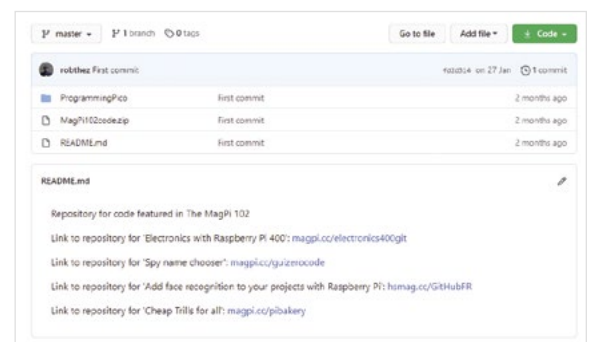 master 1 branch 0 tags Go to file Add file Code
robthez First commit on 27 Jan 1 commit
ProgrammingPico First commit 2 months ago
MagPi102code.zip First commit 2 months ago
README.md First commit 2 months ago
README.md
Repository for code featured in The MagPi 102
Link to repository for 'Electronics with Raspberry Pi 400': magpi.cc/electronics400git
Link to repository for 'Spy name chooser': magpi.cc/guizerocode
Link to repository for 'Add face recognition to your projects with Raspberry Pi': hsmag.cc/GitHubFR
Link to repository for 'Cheap Trills for all': magpi.cc/pibakery